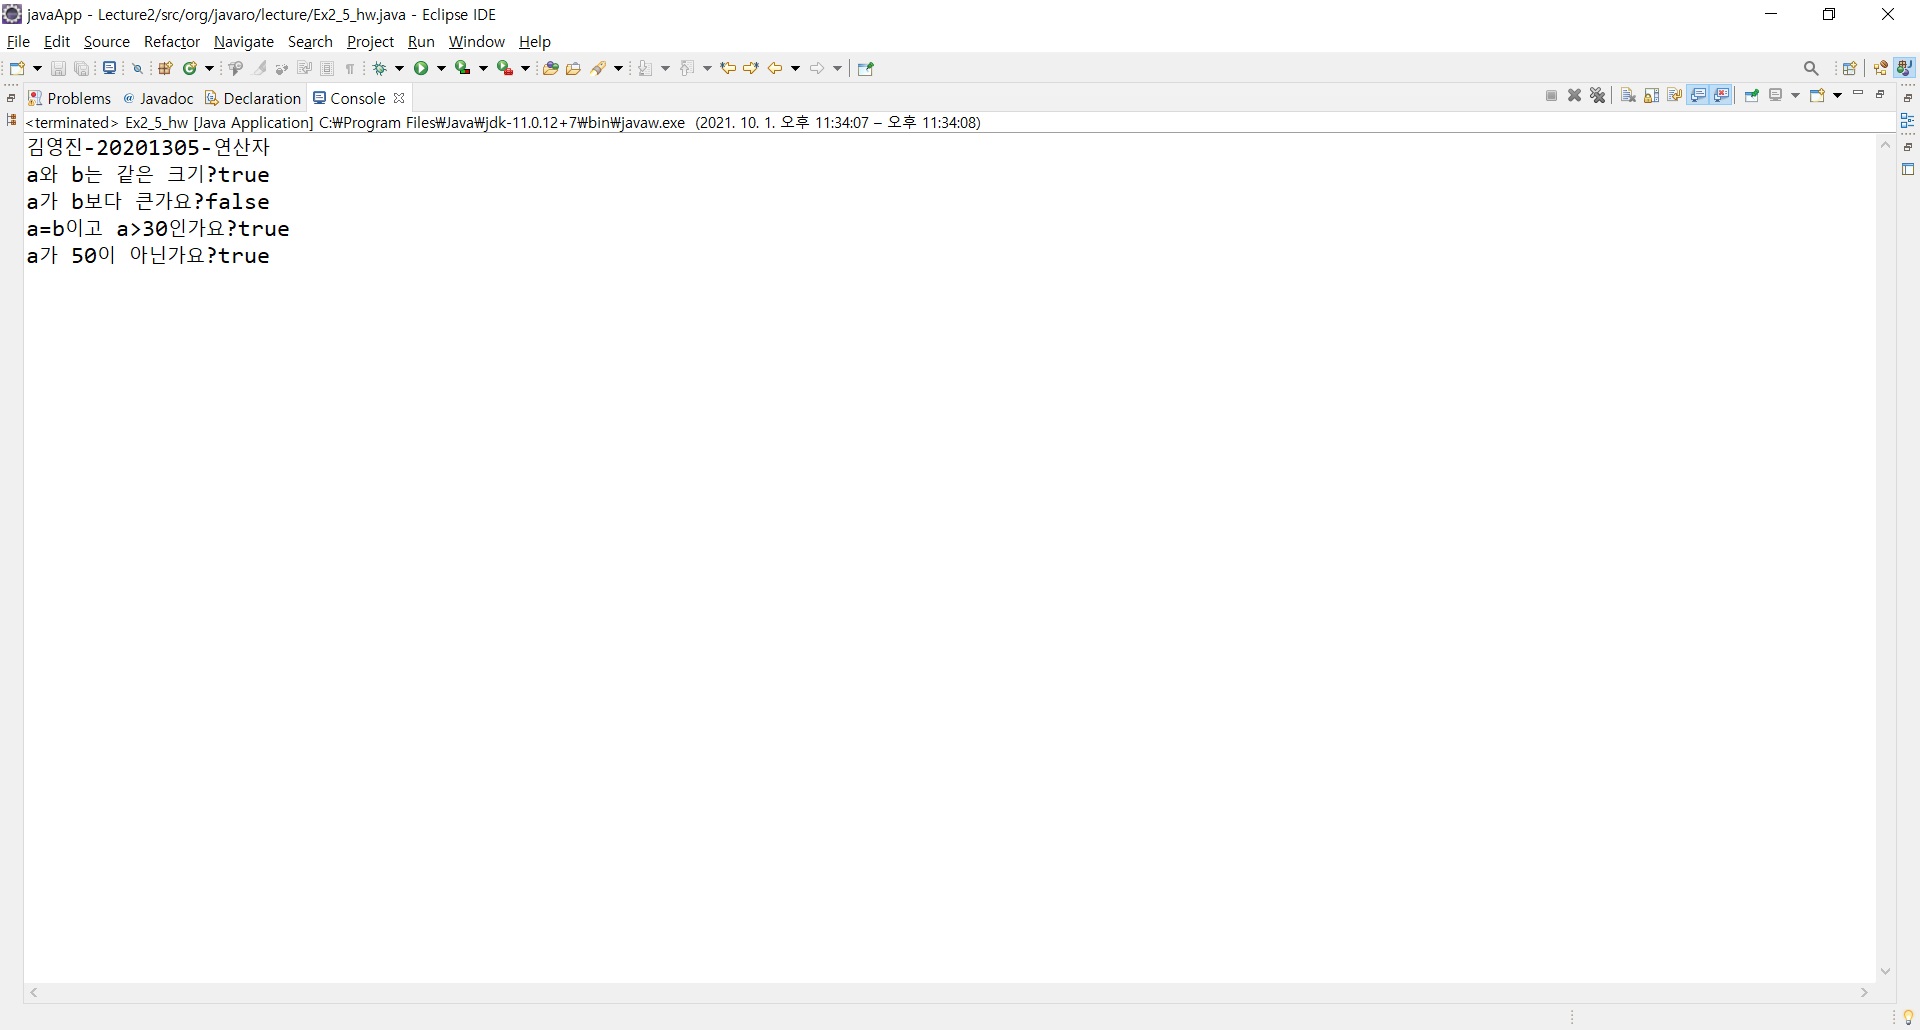 javaApp - Lecture2/src/org/javaro/lecture/Ex2_5_hw.java - Eclipse IDE
File Edit Source Refactor Navigate Search Project Run Window Help
Problems @ Javadoc Declaration Console
<terminated> Ex2_5_hw [Java Application] C:₩Program Files₩Java₩jdk-11.0.12+7₩bin₩javaw.exe (2021. 10. 1. 오후 11:34:07 – 오후 11:34:08)
김영진-20201305-연산자
a와 b는 같은 크기?true
a가 b보다 큰가요?false
a=b이고 a>30인가요?true
a가 50이 아닌가요?true